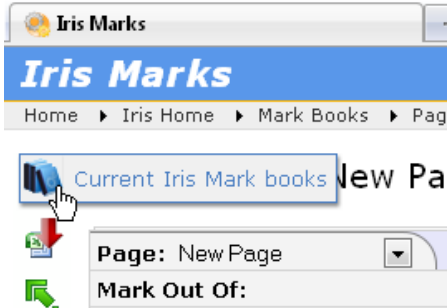 Iris Marks
Iris Marks
Home Iris Home Mark Books Pag
Current Iris Mark books New Pa
Page: New Page
Mark Out Of: